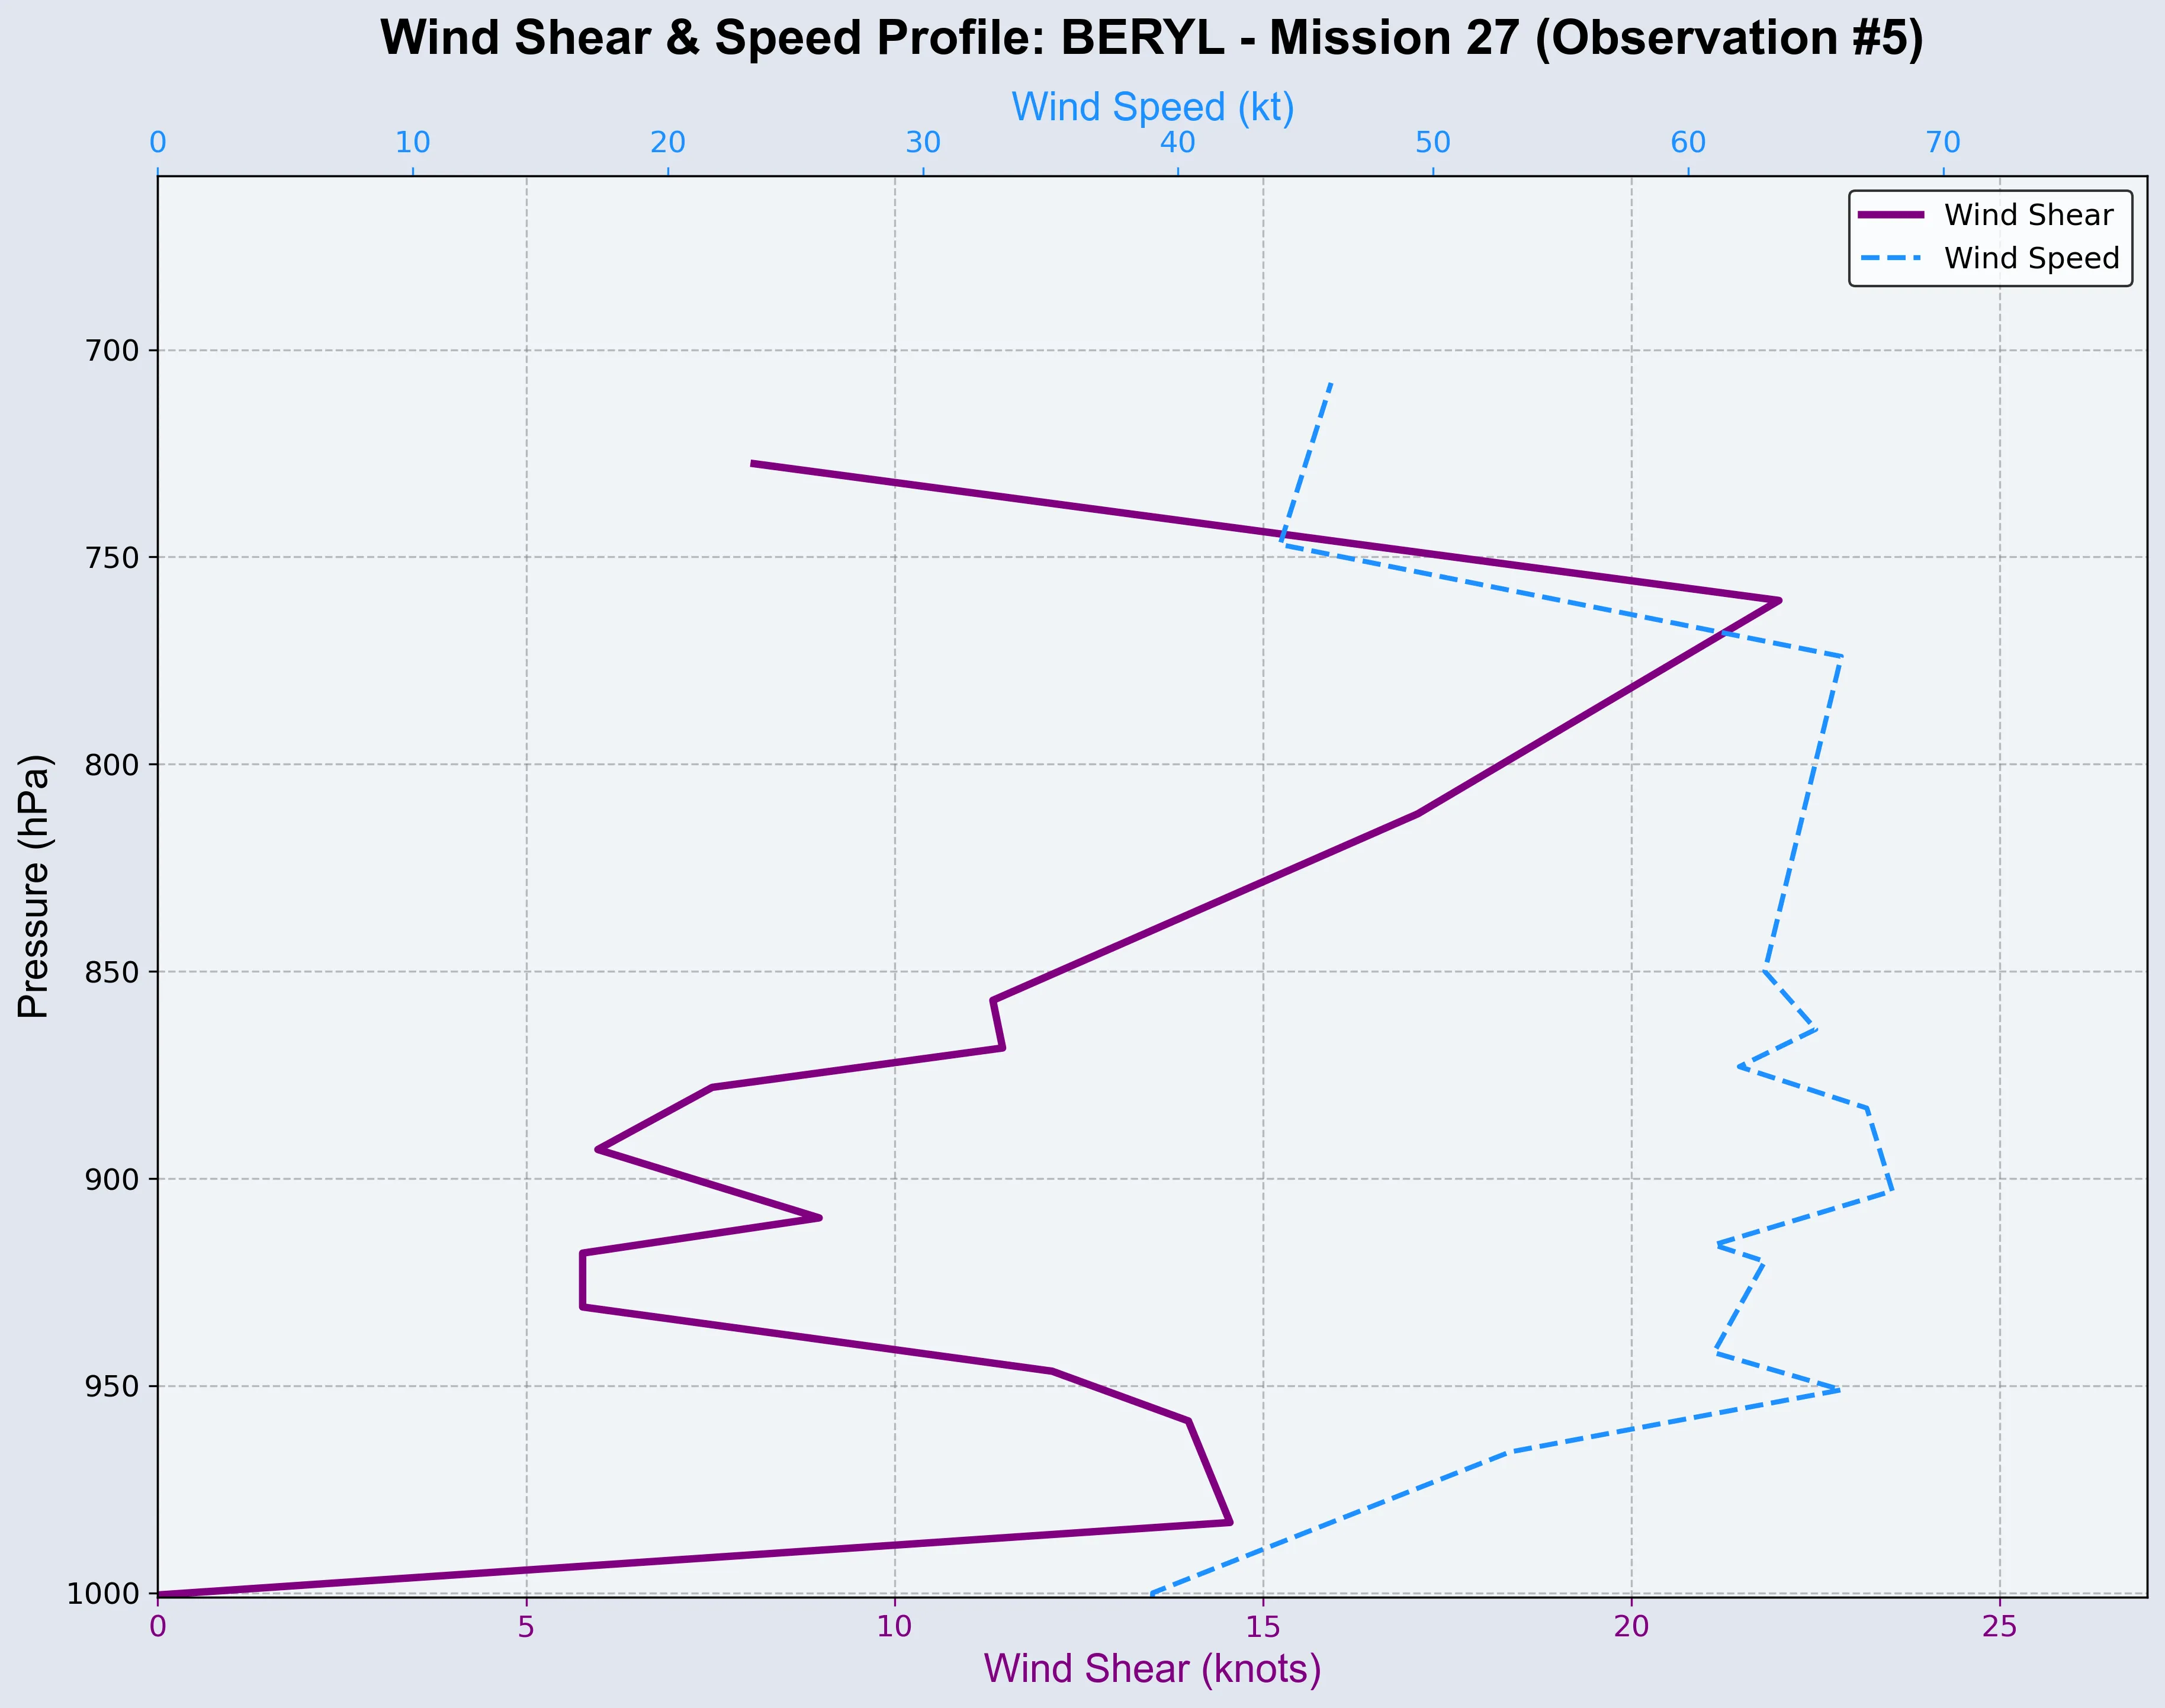 Wind Shear & Speed Profile: BERYL - Mission 27 (Observation #5)
Wind Speed (kt)
0 10 20 30 40 50 60 70
Wind Shear
Wind Speed
Pressure (hPa)
700
750
800
850
900
950
1000
0 5 10 15 20 25
Wind Shear (knots)